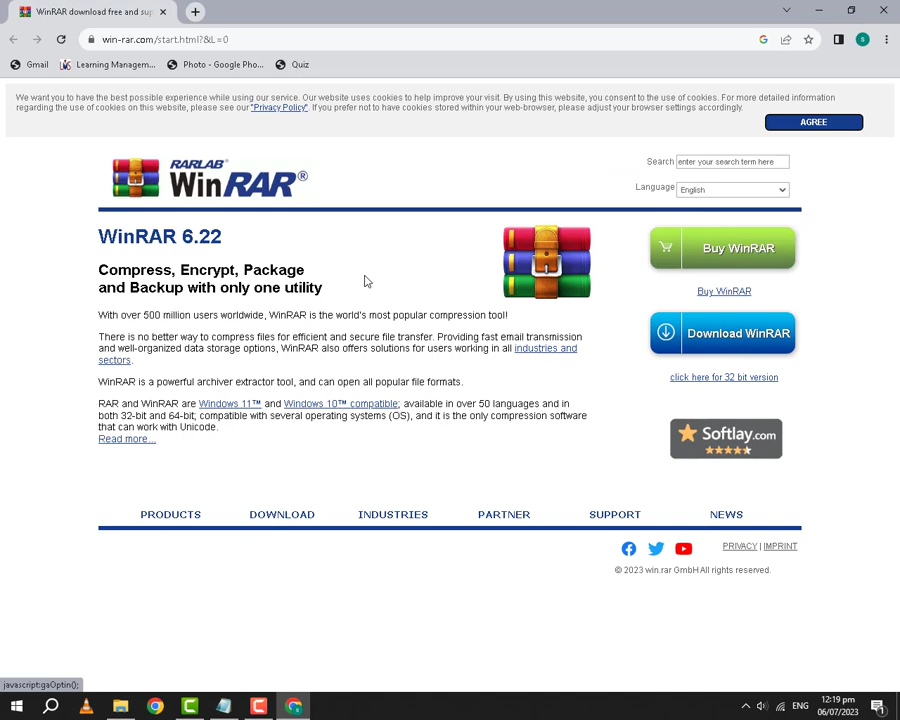 WinRAR download free and sup
win-rar.com/start.html?&L=0
S
Gmail
Learning Managem...
Photo - Google Pho...
Quiz
We want you to have the best possible experience while using our service. Our website uses cookies to help improve your visit. By using this website, you consent to the use of cookies. For more detailed information
regarding the use of cookies on this website, please see our "Privacy Policy". If you prefer not to have cookies stored within your web-browser, please adjust your browser settings accordingly.
AGREE
RARLAB®
WinRAR®
Search enter your search term here
Language English
WinRAR 6.22
Compress, Encrypt, Package
and Backup with only one utility
With over 500 million users worldwide, WinRAR is the world's most popular compression tool!
There is no better way to compress files for efficient and secure file transfer. Providing fast email transmission
and well-organized data storage options, WinRAR also offers solutions for users working in all industries and
sectors.
WinRAR is a powerful archiver extractor tool, and can open all popular file formats.
RAR and WinRAR are Windows 11™ and Windows 10™ compatible; available in over 50 languages and in
both 32-bit and 64-bit; compatible with several operating systems (OS), and it is the only compression software
that can work with Unicode.
Read more...
Buy WinRAR
Buy WinRAR
Download WinRAR
click here for 32 bit version
Softlay.com
PRODUCTS DOWNLOAD INDUSTRIES PARTNER SUPPORT NEWS
PRIVACY | IMPRINT
© 2023 win.rar GmbH All rights reserved.
javascript:gaOptin();
ENG
12:19 pm
06/07/2023
1